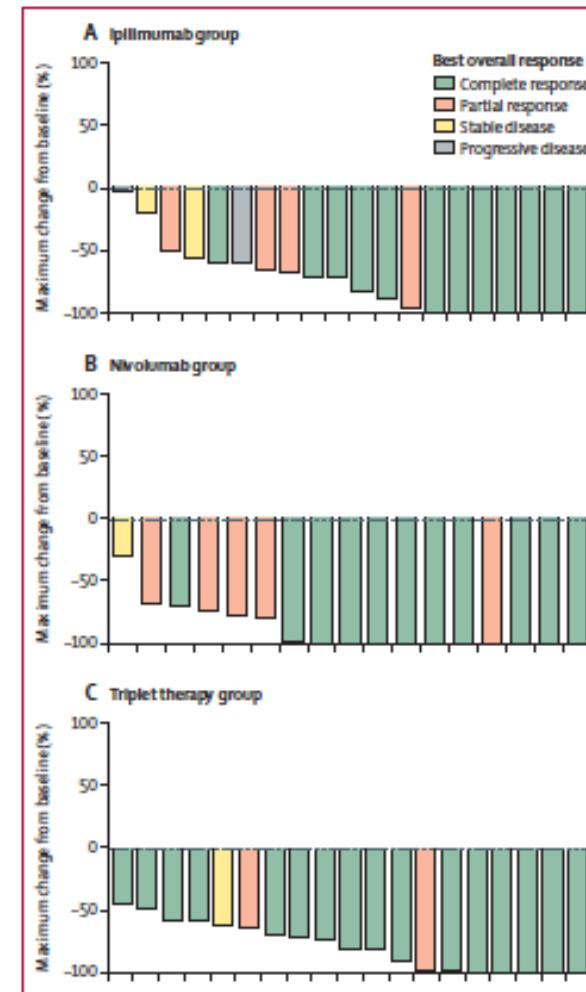 A Ipilimumab group
Maximum change from baseline (%)
100
50
0
–50
–100
Best overall response
Complete response
Partial response
Stable disease
Progressive disease
B Nivolumab group
Maximum change from baseline (%)
100
50
0
–50
–100
C Triplet therapy group
Maximum change from baseline (%)
100
50
0
–50
–100